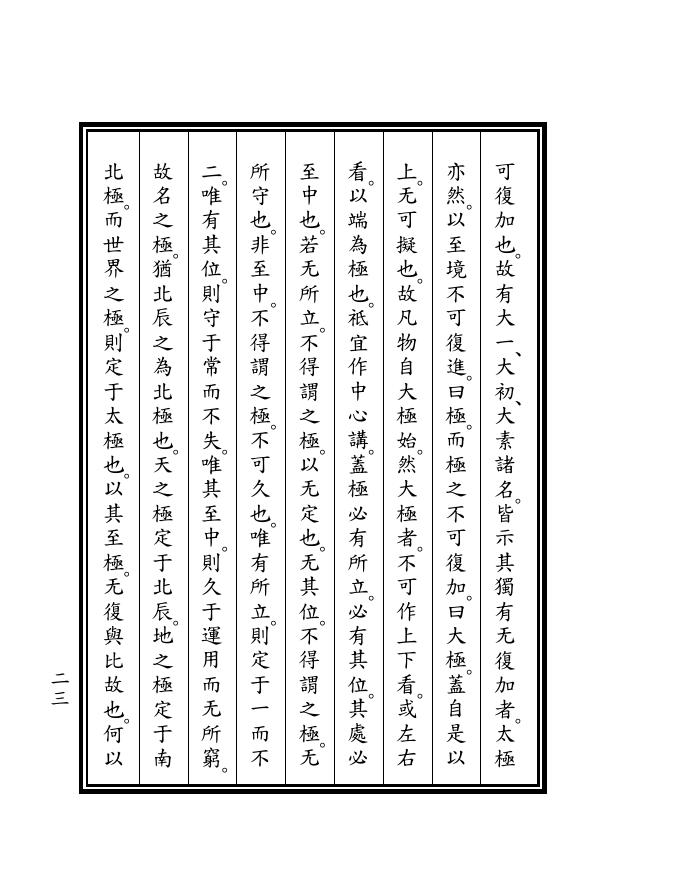 可復加也。故有大一、大初、大素諸名。皆示其獨有无復加者。太極
亦然。以至境不可復進。曰極。而極之不可復加。曰大極。蓋自是以
上。无可擬也。故凡物自大極始。然大極者。不可作上下看。或左右
看。以端為極也。祇宜作中心講。蓋極必有所立。必有其位。其處必
至中也。若无所立。不得謂之極。以无定也。无其位。不得謂之極。无
所守也。非至中。不得謂之極。不可久也。唯有所立。則定于一而不
二。唯有其位。則守于常而不失。唯其至中。則久于運用而无所窮。
故名之極。猶北辰之為北極也。天之極定于北辰。地之極定于南
北極。而世界之極。則定于太極也。以其至極。无復與比故也。何以
二三